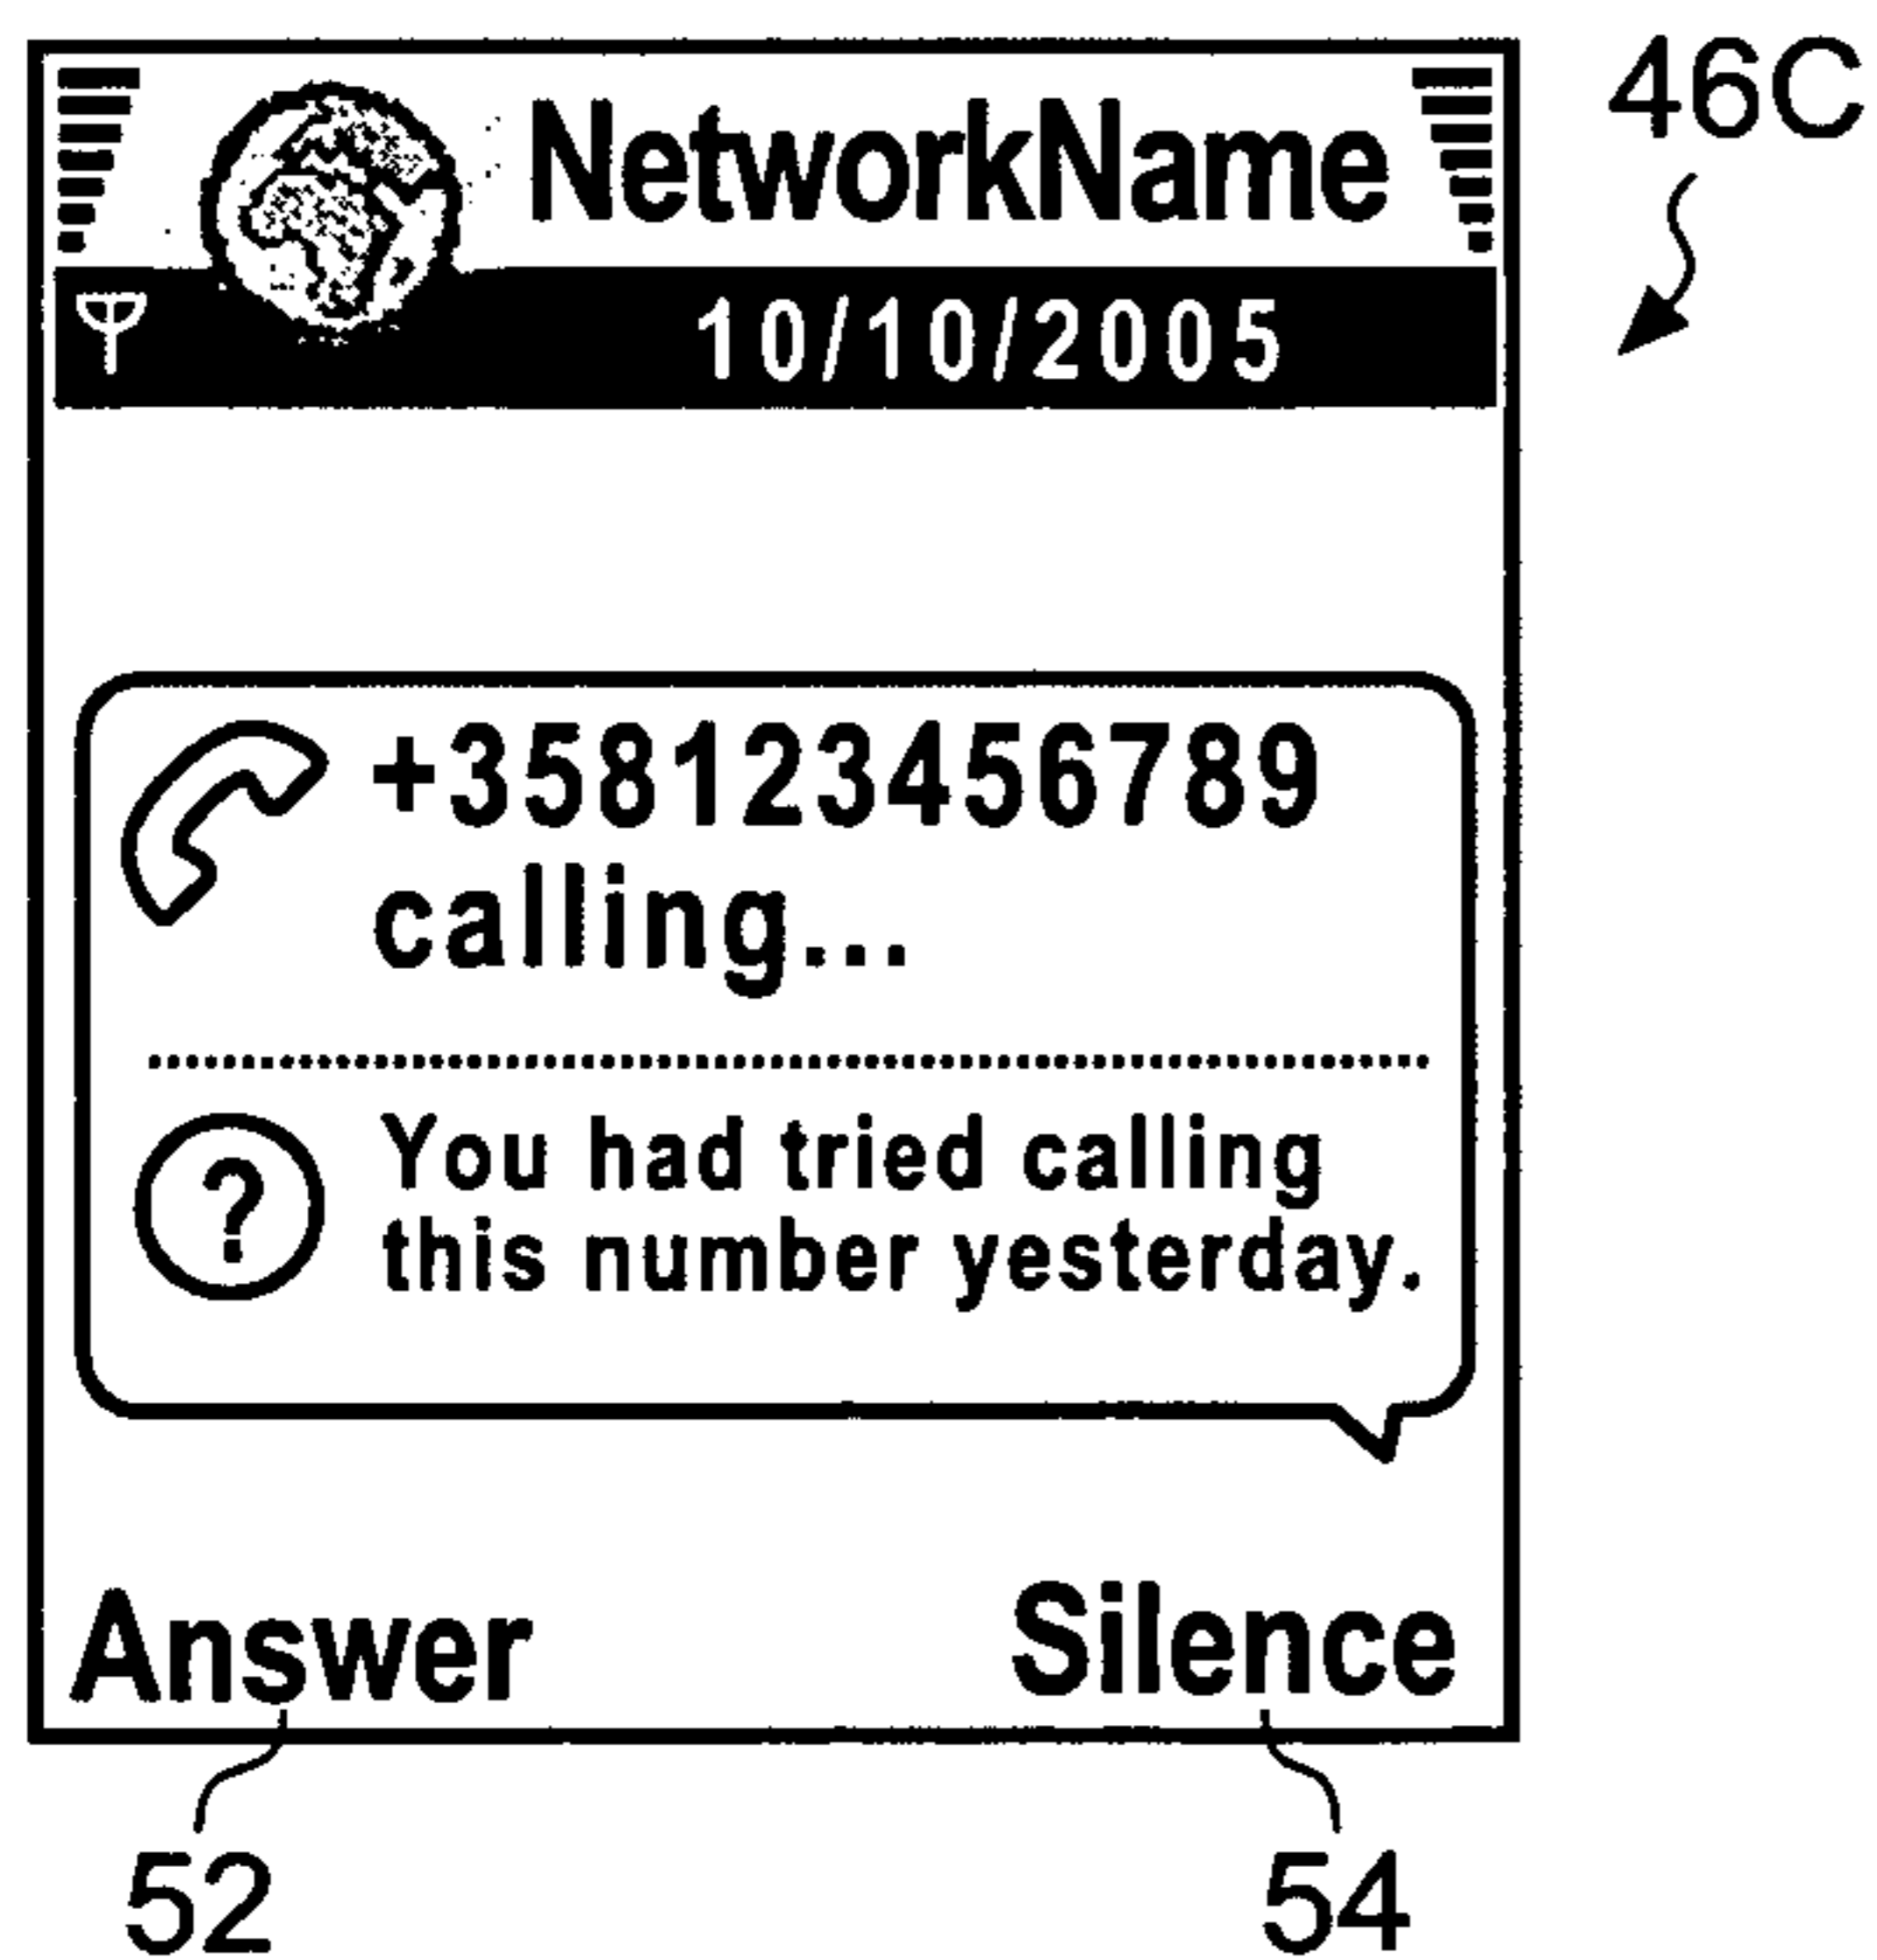 NetworkName
46C
10/10/2005
+358123456789
calling...
You had tried calling
this number yesterday.
Answer
Silence
52
54